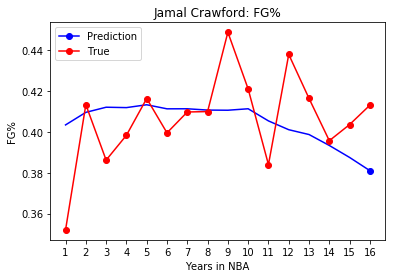 Jamal Crawford: FG%
Prediction
True
FG%
0.44
0.42
0.40
0.38
0.36
1 2 3 4 5 6 7 8 9 10 11 12 13 14 15 16
Years in NBA